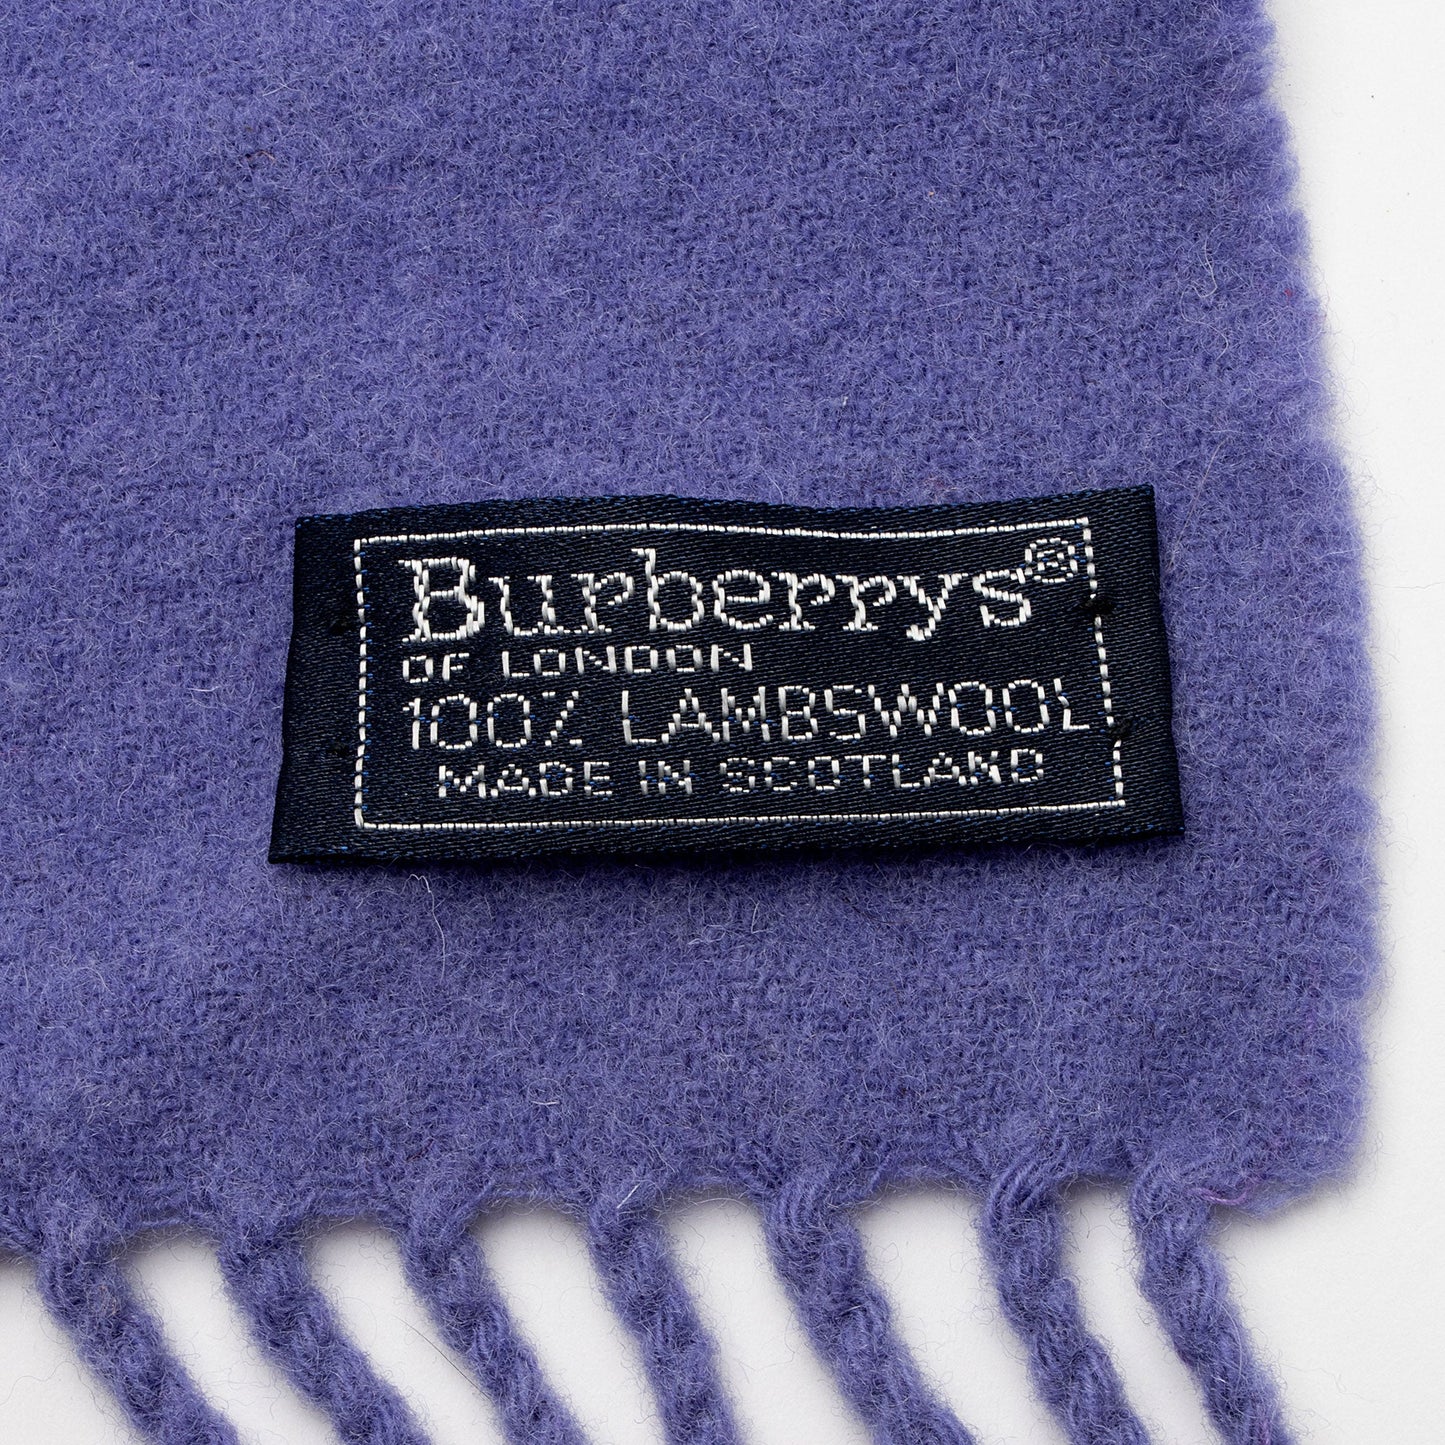 Burberrys®
OF LONDON
100% LAMBSWOOL
MADE IN SCOTLAND